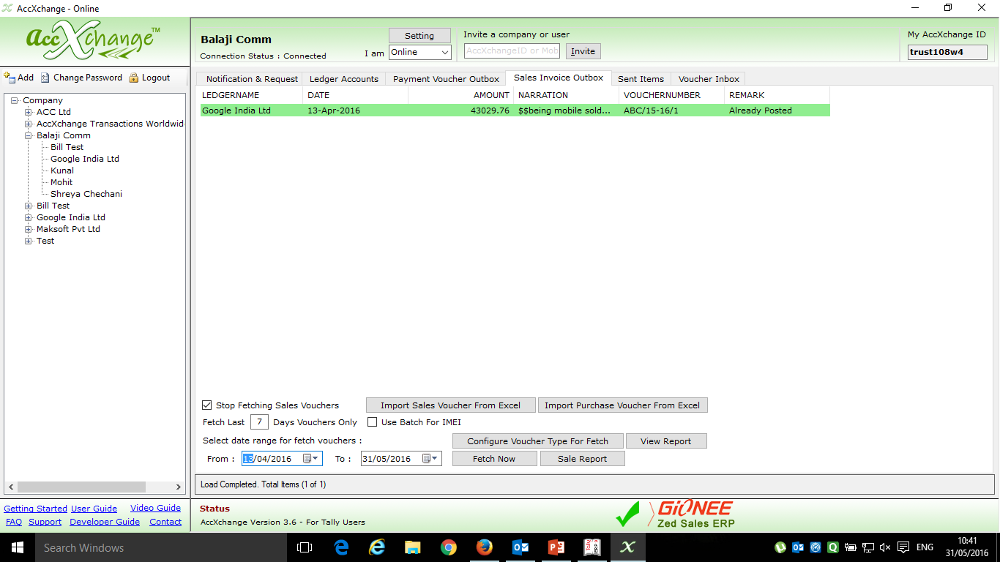 AccXchange - Online
AccXchange™
Add Change Password Logout
Company
ACC Ltd
AccXchange Transactions Worldwid
Balaji Comm
Bill Test
Google India Ltd
Kunal
Mohit
Shreya Chechani
Bill Test
Google India Ltd
Maksoft Pvt Ltd
Test
Getting Started User Guide Video Guide
FAQ Support Developer Guide Contact
Balaji Comm
Connection Status : Connected
Setting
I am Online
Invite a company or user
AccXchangeID or Mob Invite
My AccXchange ID
trust108w4
Notification & Request Ledger Accounts Payment Voucher Outbox Sales Invoice Outbox Sent Items Voucher Inbox
LEDGERNAME DATE AMOUNT NARRATION VOUCHERNUMBER REMARK
Google India Ltd 13-Apr-2016 43029.76 $$being mobile sold... ABC/15-16/1 Already Posted
Stop Fetching Sales Vouchers Import Sales Voucher From Excel Import Purchase Voucher From Excel
Fetch Last 7 Days Vouchers Only Use Batch For IMEI
Select date range for fetch vouchers : Configure Voucher Type For Fetch View Report
From : 13/04/2016 To : 31/05/2016 Fetch Now Sale Report
Load Completed. Total Items (1 of 1)
Status
AccXchange Version 3.6 - For Tally Users
GIONEE
Zed Sales ERP
Search Windows
ENG
10:41
31/05/2016